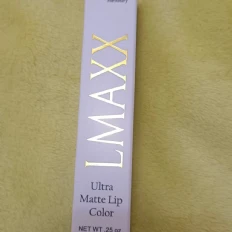 LMAXX
Ultra
Matte Lip
Color
NET WT .25 oz